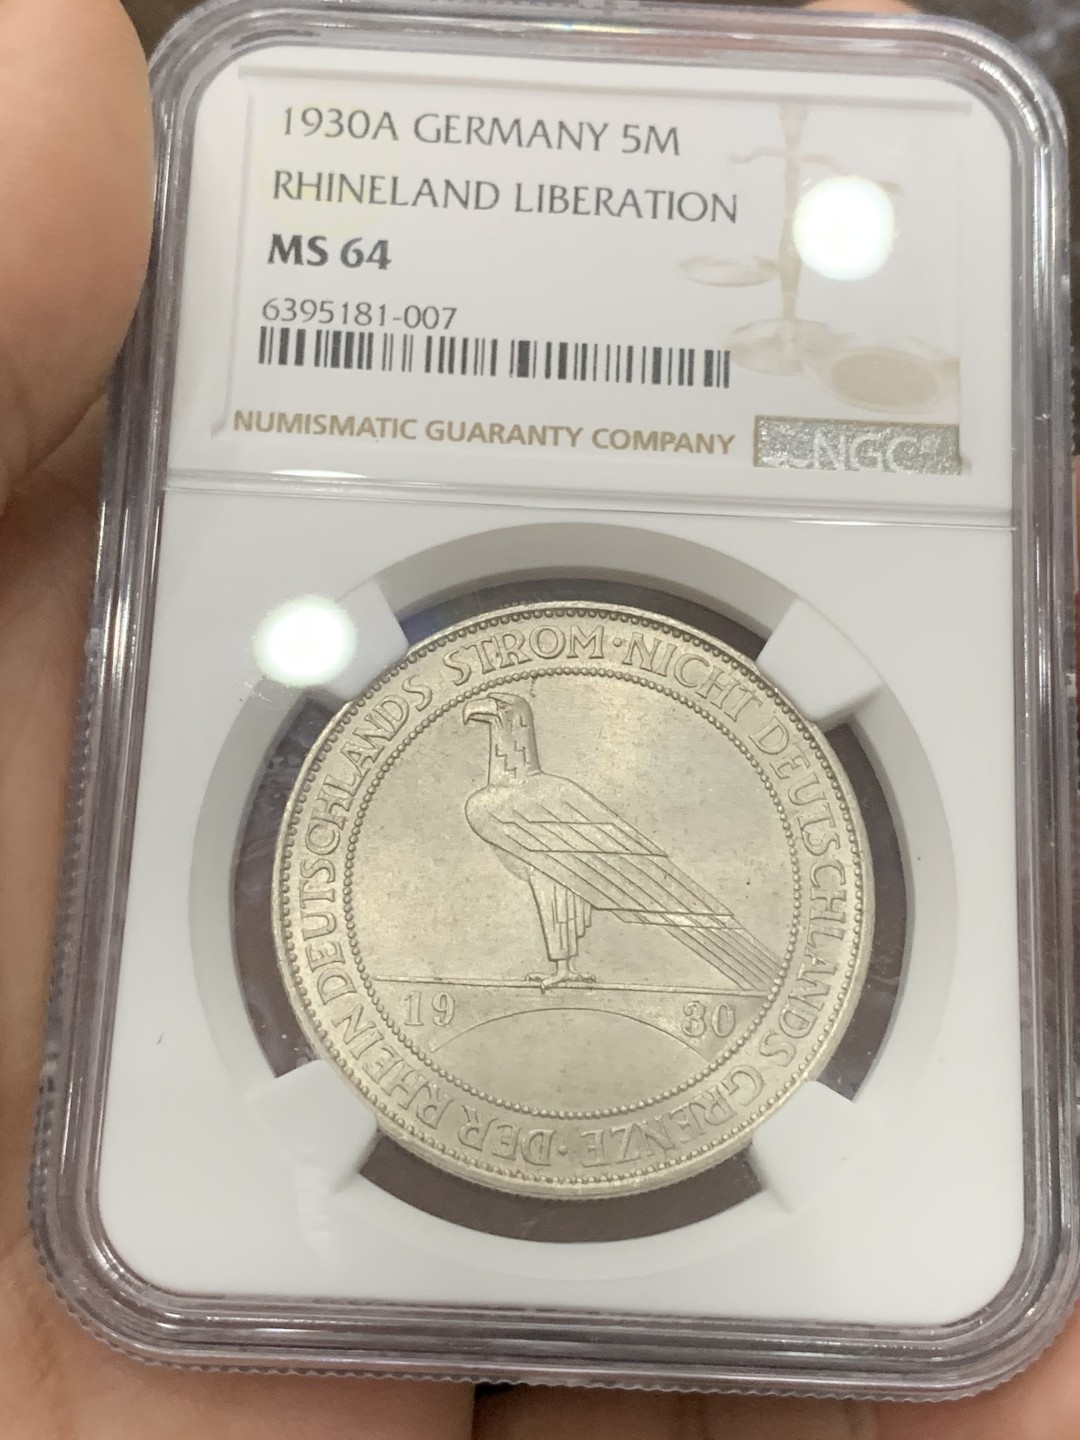 1930A GERMANY 5M
RHINELAND LIBERATION
MS 64
6395181-007
NUMISMATIC GUARANTY COMPANY
NGC
DER RHEIN DEUTSCHLANDS STROM · NICHT DEUTSCHLANDS GRENZE ·
19 30